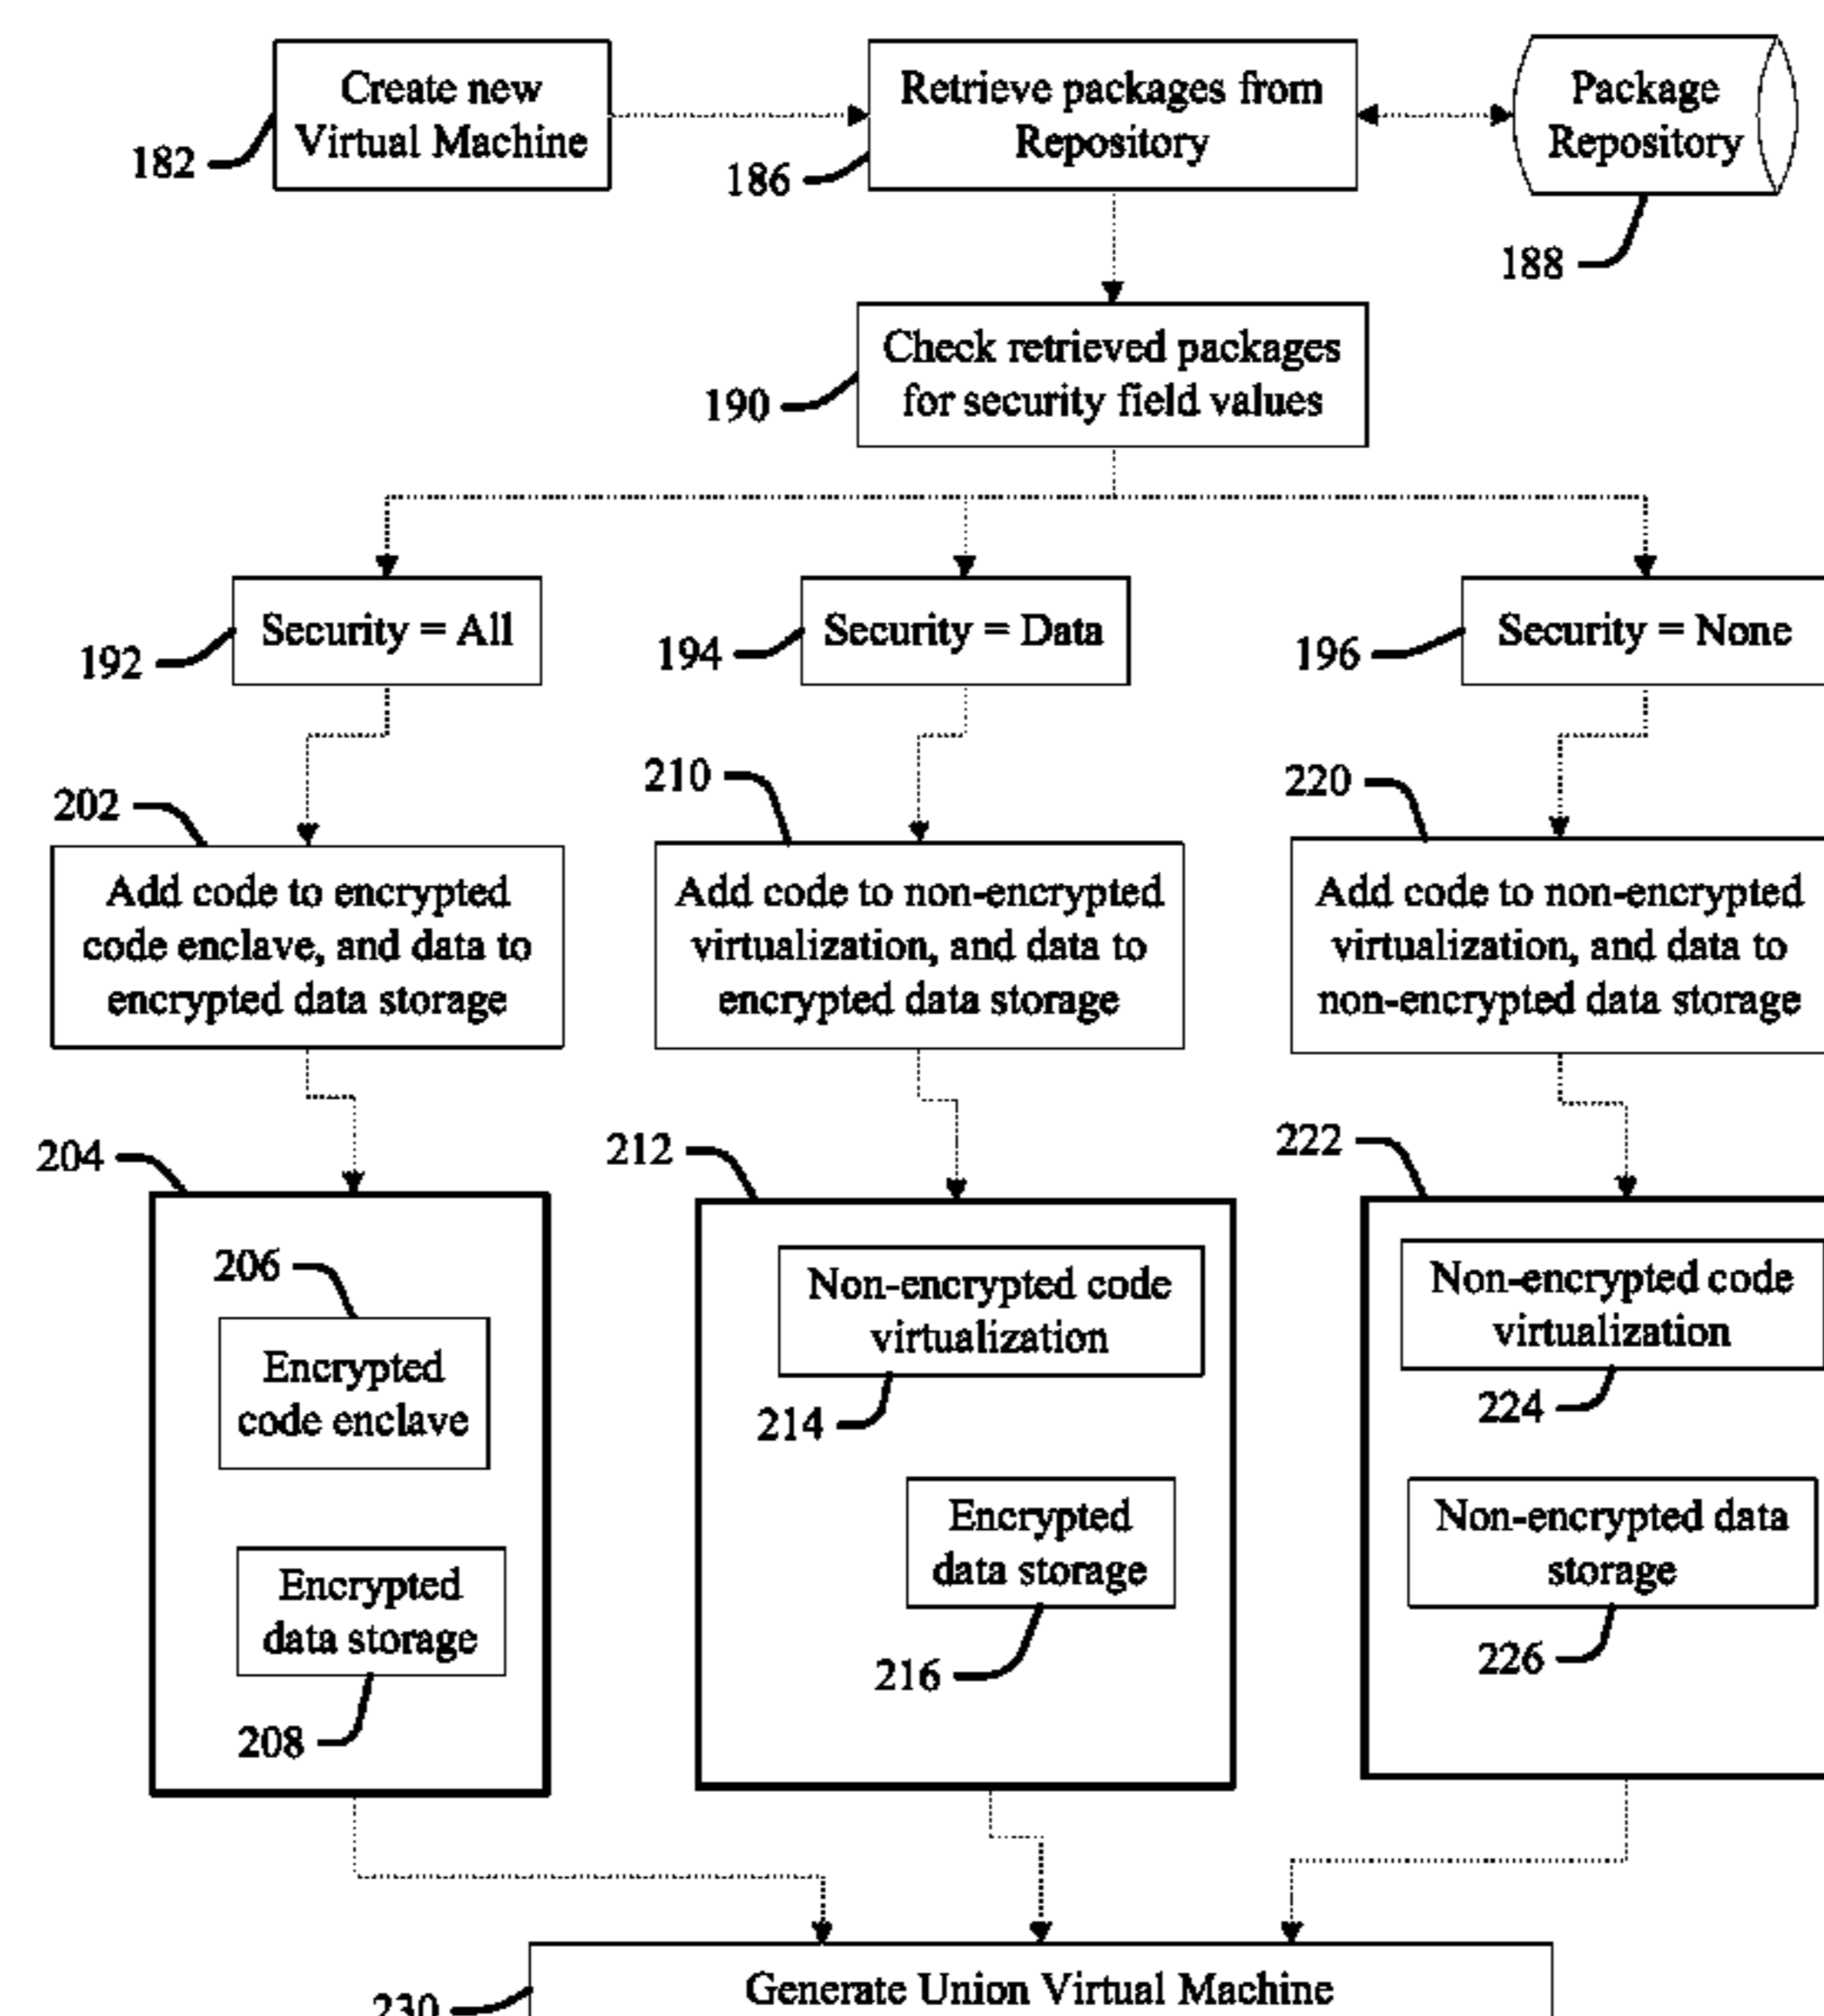 Create new
Virtual Machine
182
Retrieve packages from
Repository
186
Package
Repository
188
Check retrieved packages
for security field values
190
Security = All
192
Security = Data
194
Security = None
196
202
Add code to encrypted
code enclave, and data to
encrypted data storage
210
Add code to non-encrypted
virtualization, and data to
encrypted data storage
220
Add code to non-encrypted
virtualization, and data to
non-encrypted data storage
204
206
Encrypted
code enclave
Encrypted
data storage
208
212
Non-encrypted code
virtualization
214
Encrypted
data storage
216
222
Non-encrypted code
virtualization
224
Non-encrypted data
storage
226
Generate Union Virtual Machine
230